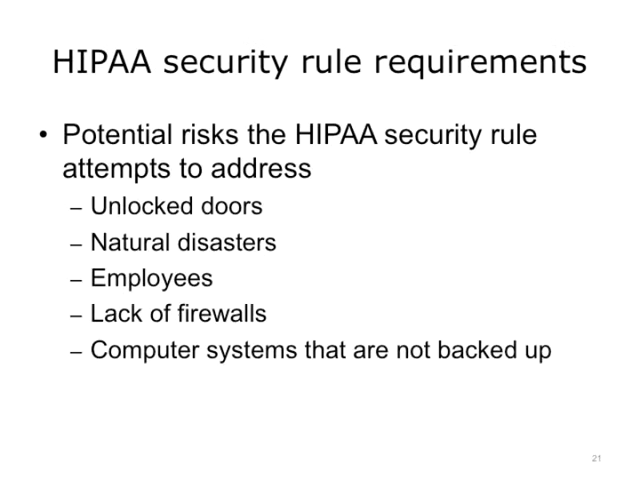 HIPAA security rule requirements
• Potential risks the HIPAA security rule
attempts to address
– Unlocked doors
– Natural disasters
– Employees
– Lack of firewalls
– Computer systems that are not backed up
21